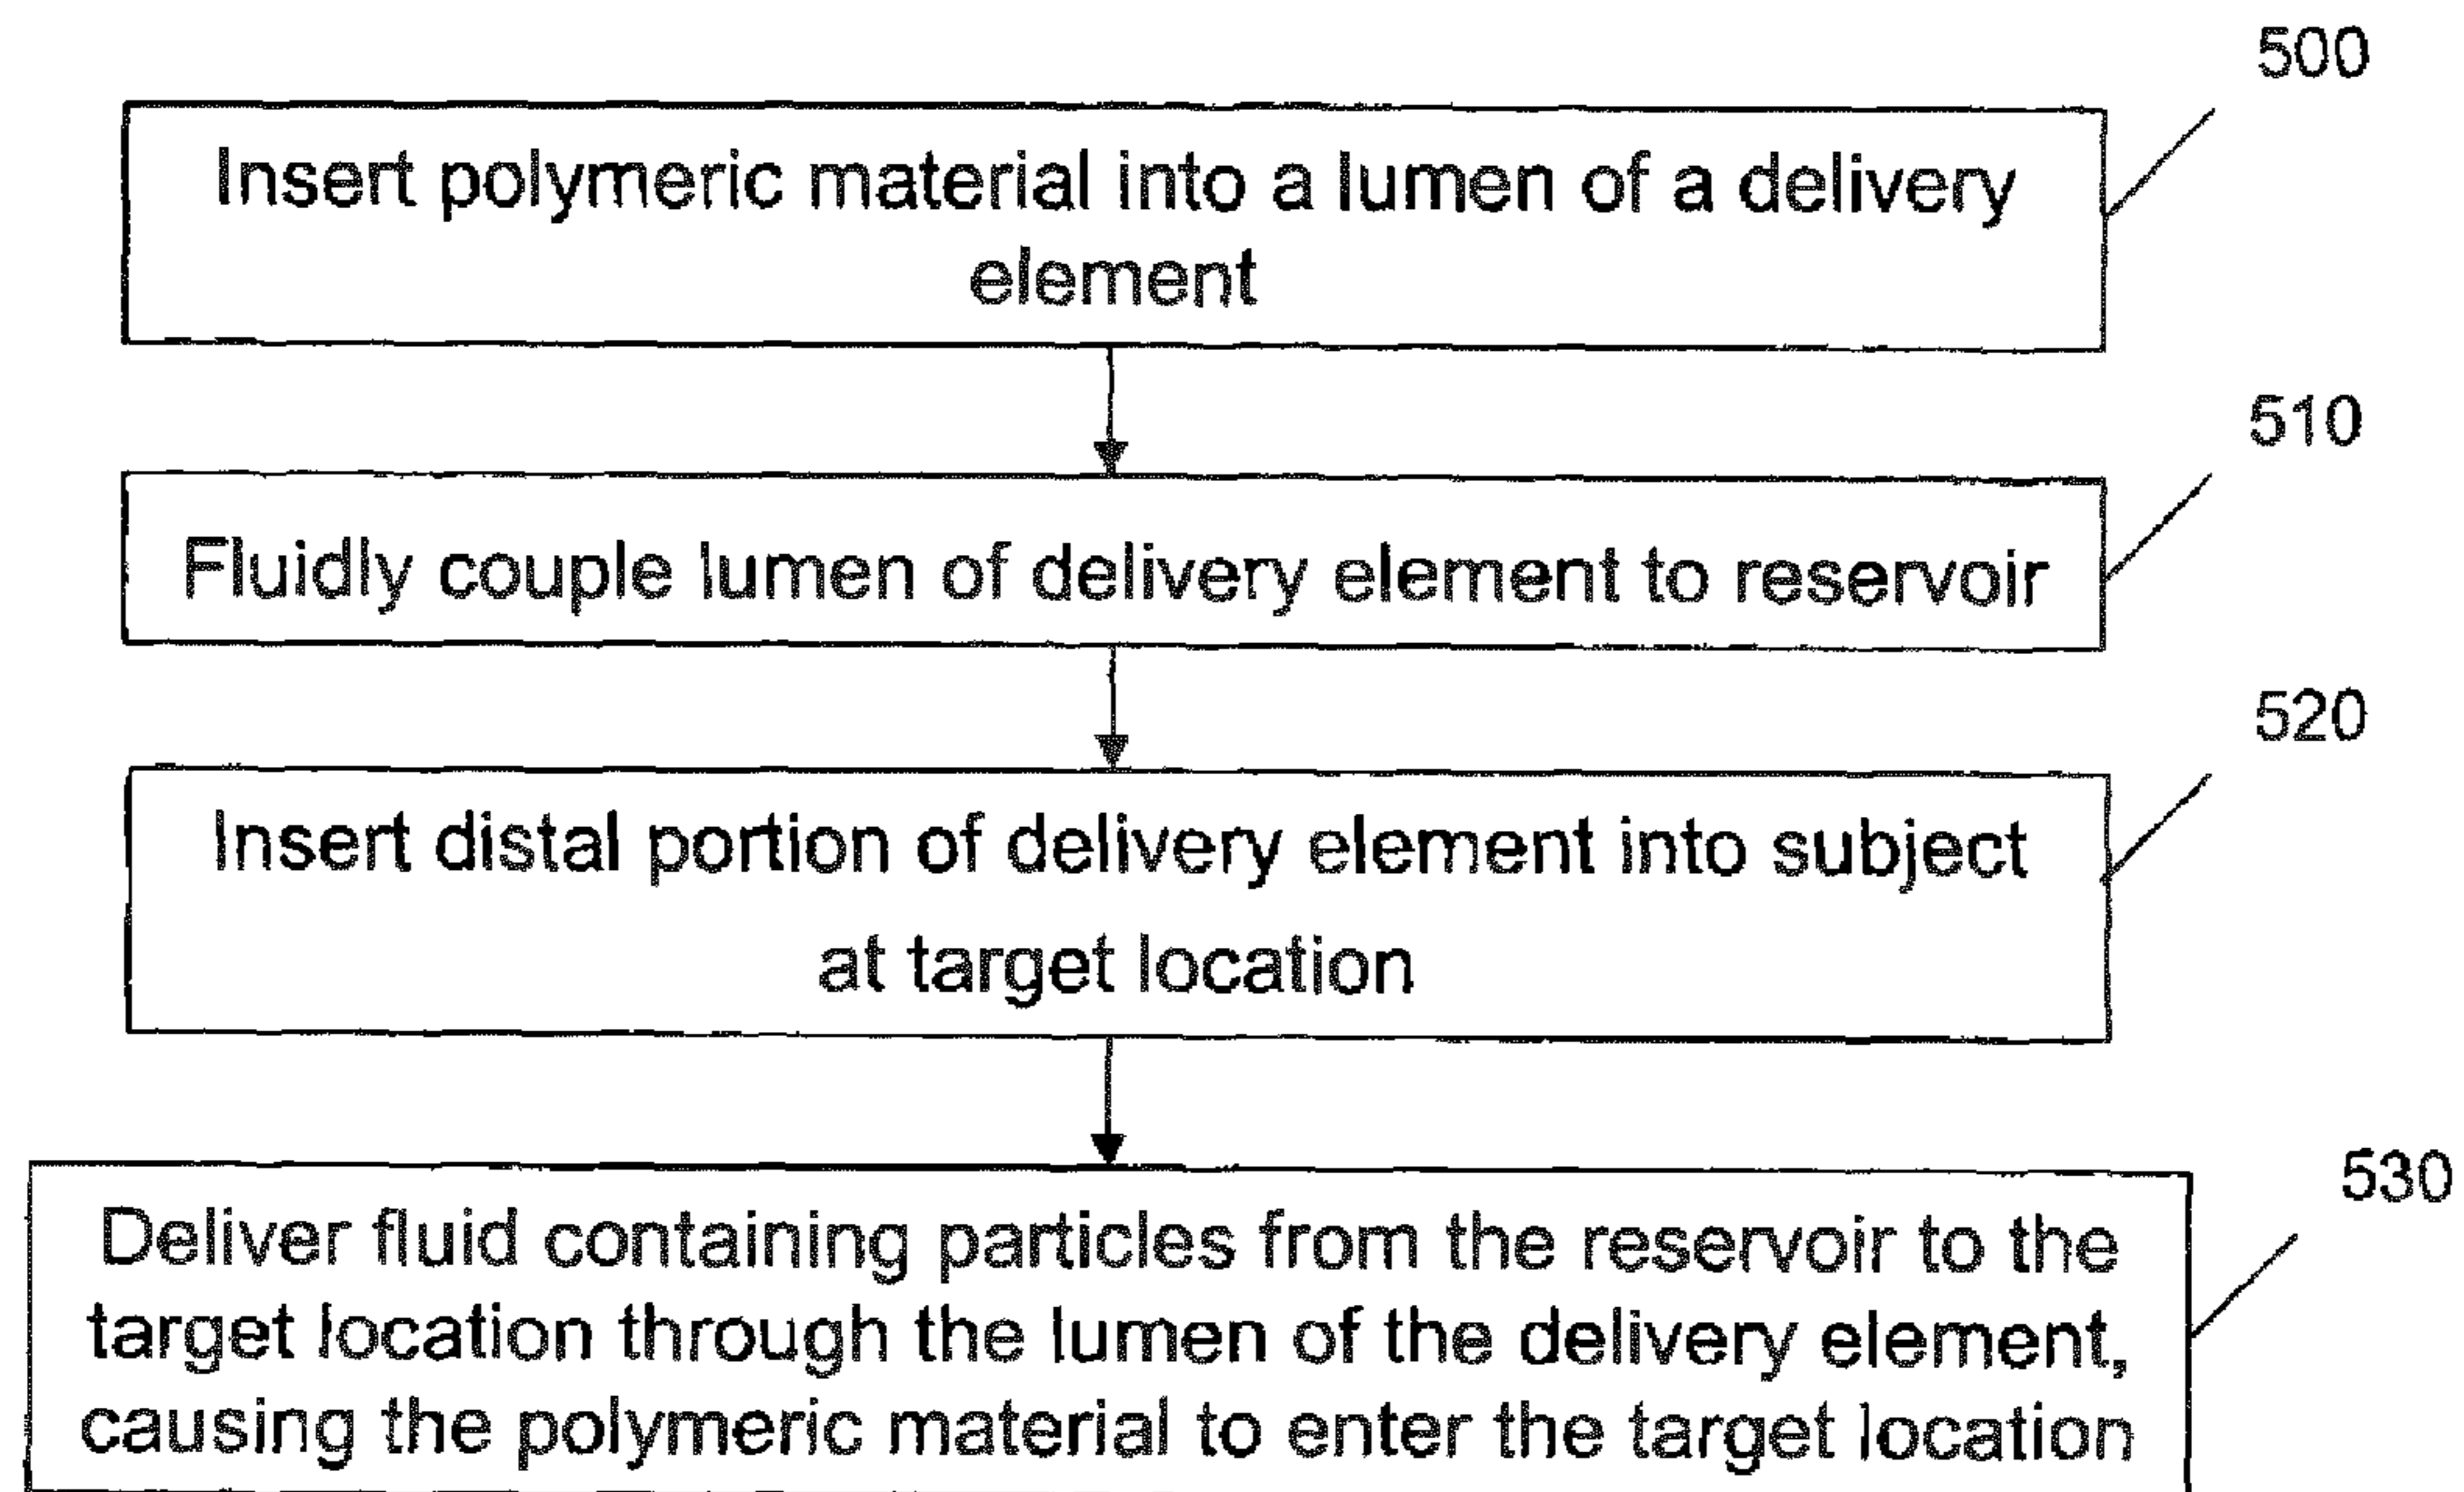 500
Insert polymeric material into a lumen of a delivery
element
510
Fluidly couple lumen of delivery element to reservoir
520
Insert distal portion of delivery element into subject
at target location
530
Deliver fluid containing particles from the reservoir to the
target location through the lumen of the delivery element,
causing the polymeric material to enter the target location